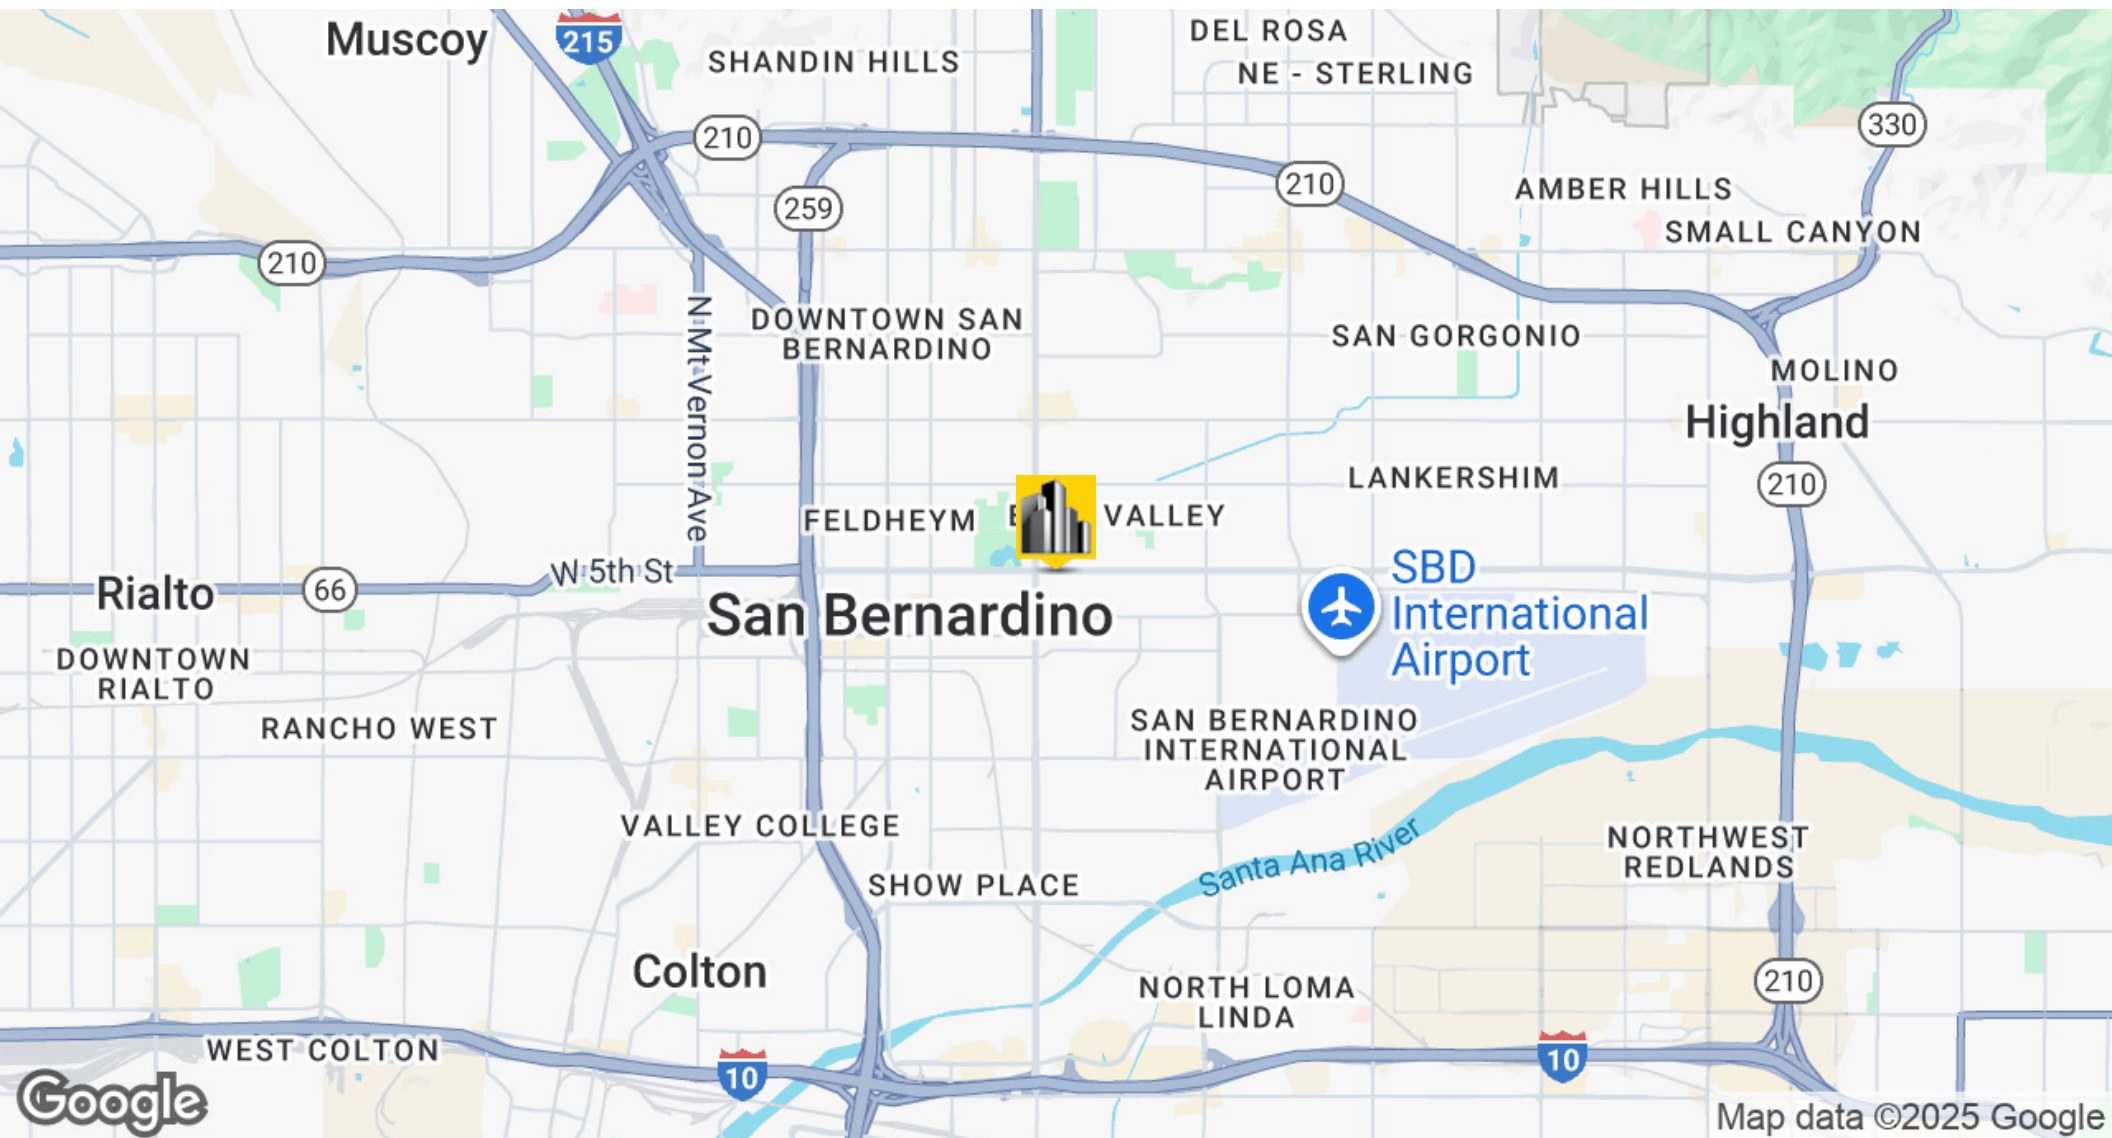 Muscoy
215
SHANDIN HILLS
DEL ROSA
NE - STERLING
210
259
210
330
AMBER HILLS
SMALL CANYON
210
N Mt Vernon Ave
DOWNTOWN SAN
BERNARDINO
SAN GORGONIO
MOLINO
Highland
LANKERSHIM
210
FELDHEYM
VALLEY
W 5th St
Rialto
66
San Bernardino
SBD
International
Airport
DOWNTOWN
RIALTO
RANCHO WEST
SAN BERNARDINO
INTERNATIONAL
AIRPORT
VALLEY COLLEGE
SHOW PLACE
Santa Ana River
NORTHWEST
REDLANDS
Colton
NORTH LOMA
LINDA
210
WEST COLTON
10
10
Google
Map data ©2025 Google